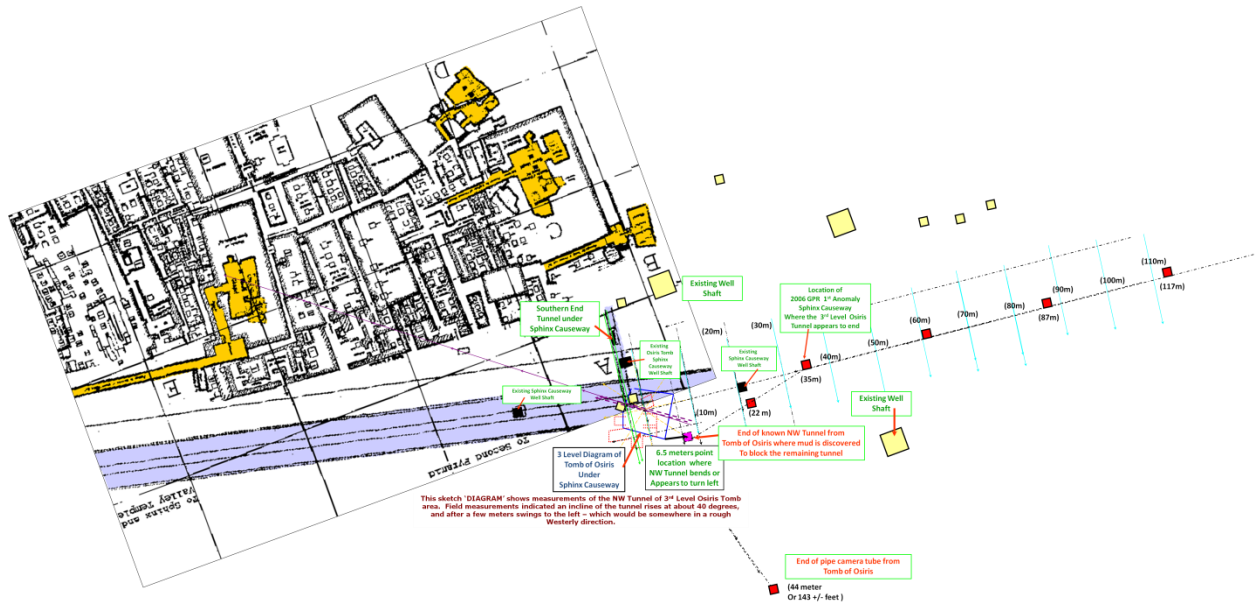 Existing Well
Shaft
Southern End
Tunnel under
Sphinx Causeway
Existing
Osiris Tomb
Sphinx
Causeway
Well Shaft
Existing Sphinx Causeway
Well Shaft
Location of
2006 GPR 1st Anomaly
Sphinx Causeway
Where the 3rd Level Osiris
Tunnel appears to end
Existing
Sphinx Causeway
Well Shaft
(10m)
(20m)
(22 m)
(30m)
(35m)
(40m)
(50m)
(60m)
(70m)
(80m)
(87m)
(90m)
(100m)
(110m)
(117m)
Existing Well
Shaft
End of known NW Tunnel from
Tomb of Osiris where mud is discovered
To block the remaining tunnel
3 Level Diagram of
Tomb of Osiris
Under
Sphinx Causeway
6.5 meters point
location where
NW Tunnel bends or
Appears to turn left
To Second Pyramid
To Sphinx and
Valley Temple
This sketch 'DIAGRAM' shows measurements of the NW Tunnel of 3rd Level Osiris Tomb
area. Field measurements indicated an incline of the tunnel rises at about 40 degrees,
and after a few meters swings to the left – which would be somewhere in a rough
Westerly direction.
End of pipe camera tube from
Tomb of Osiris
(44 meter
Or 143 +/- feet )